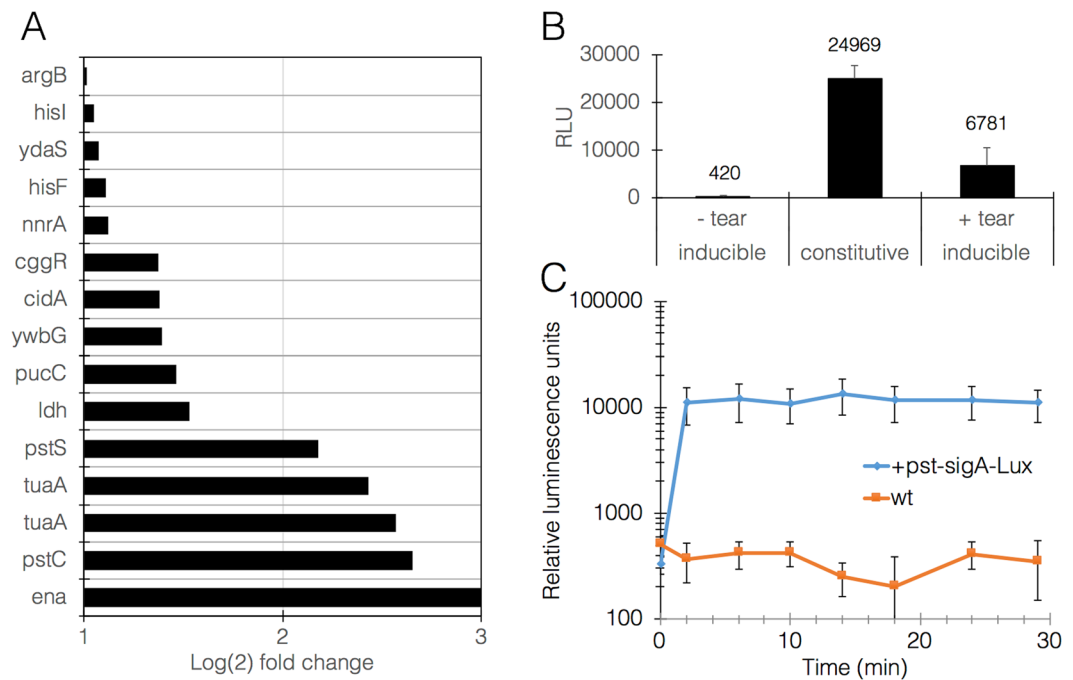 A
argB
hisI
ydaS
hisF
nnrA
cggR
cidA
ywbG
pucC
ldh
pstS
tuaA
tuaA
pstC
ena
1 2 3
Log(2) fold change
B
RLU
30000
20000
10000
0
420
24969
6781
- tear
inducible
constitutive
+ tear
inducible
C
Relative luminescence units
100000
10000
1000
100
+pst-sigA-Lux
wt
0 10 20 30
Time (min)